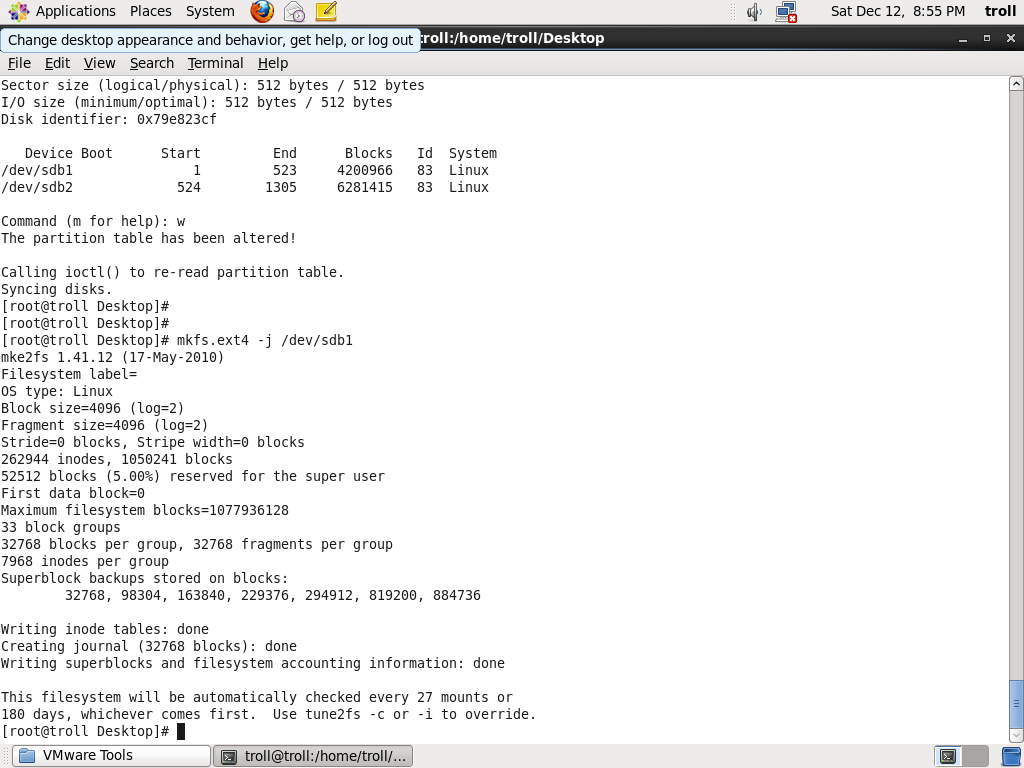 Applications Places System Sat Dec 12, 8:55 PM troll
Change desktop appearance and behavior, get help, or log out troll:/home/troll/Desktop
File Edit View Search Terminal Help
Sector size (logical/physical): 512 bytes / 512 bytes
I/O size (minimum/optimal): 512 bytes / 512 bytes
Disk identifier: 0x79e823cf
   Device Boot      Start         End      Blocks   Id  System
/dev/sdb1               1         523     4200966   83  Linux
/dev/sdb2             524        1305     6281415   83  Linux
Command (m for help): w
The partition table has been altered!
Calling ioctl() to re-read partition table.
Syncing disks.
[root@troll Desktop]#
[root@troll Desktop]#
[root@troll Desktop]# mkfs.ext4 -j /dev/sdb1
mke2fs 1.41.12 (17-May-2010)
Filesystem label=
OS type: Linux
Block size=4096 (log=2)
Fragment size=4096 (log=2)
Stride=0 blocks, Stripe width=0 blocks
262944 inodes, 1050241 blocks
52512 blocks (5.00%) reserved for the super user
First data block=0
Maximum filesystem blocks=1077936128
33 block groups
32768 blocks per group, 32768 fragments per group
7968 inodes per group
Superblock backups stored on blocks:
        32768, 98304, 163840, 229376, 294912, 819200, 884736
Writing inode tables: done
Creating journal (32768 blocks): done
Writing superblocks and filesystem accounting information: done
This filesystem will be automatically checked every 27 mounts or
180 days, whichever comes first.  Use tune2fs -c or -i to override.
[root@troll Desktop]#
VMware Tools troll@troll:/home/troll/...